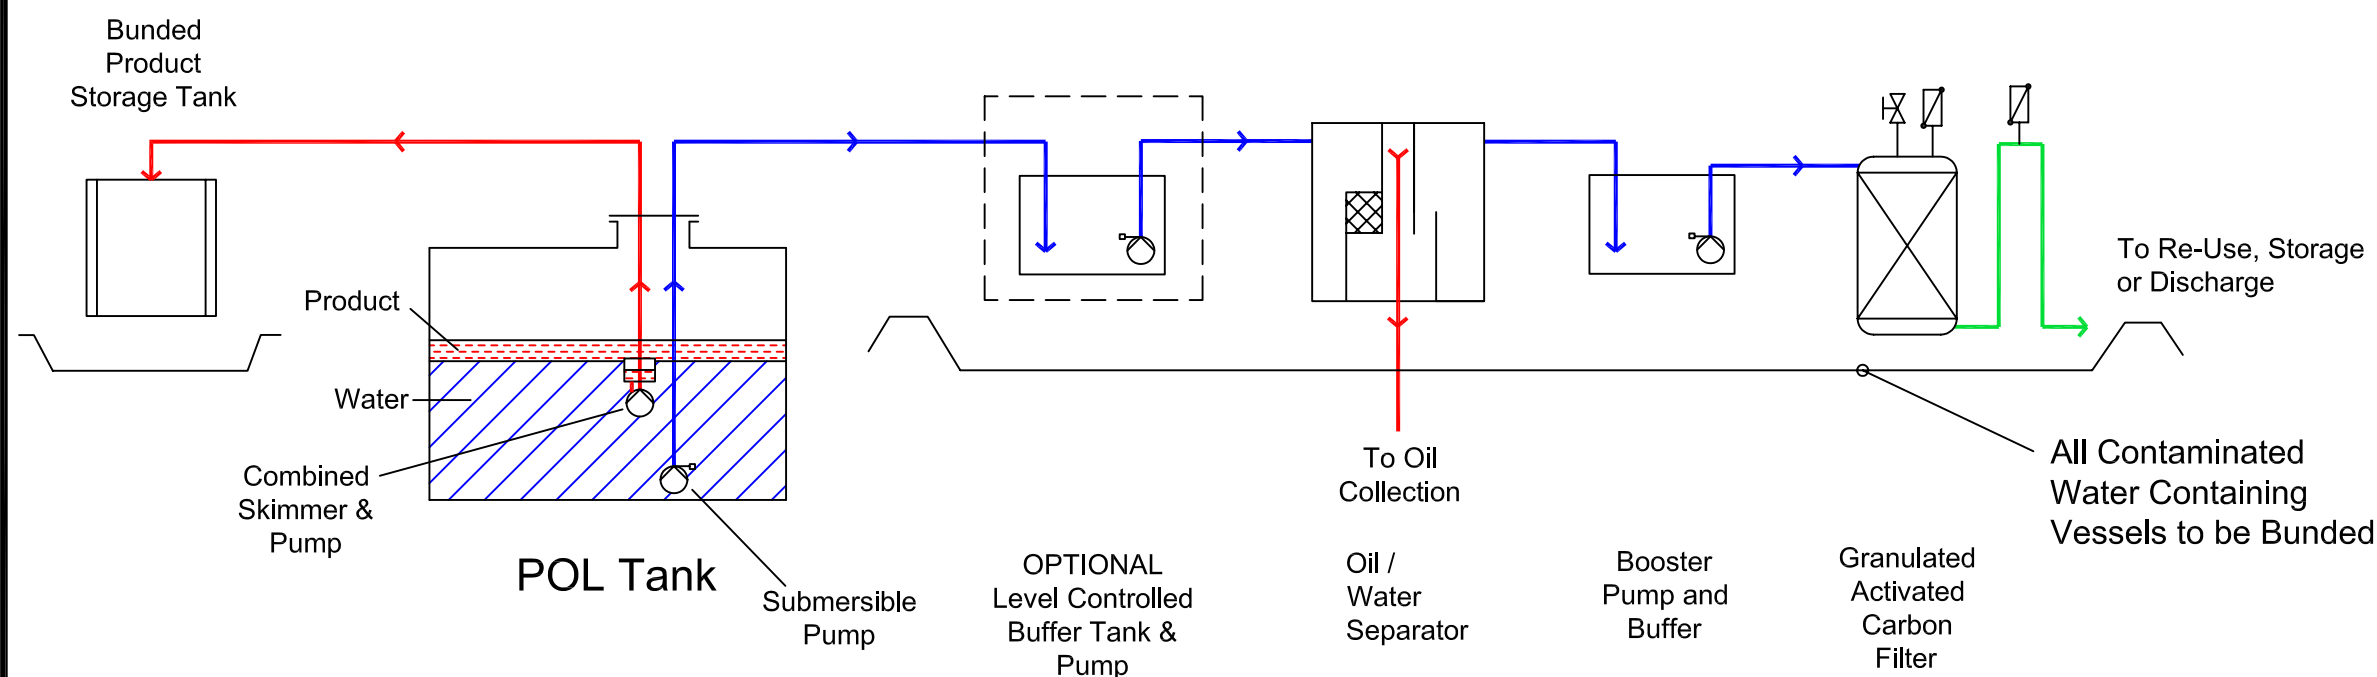 Bunded
Product
Storage Tank
Product
Water
Combined
Skimmer &
Pump
POL Tank
Submersible
Pump
OPTIONAL
Level Controlled
Buffer Tank &
Pump
To Oil
Collection
Oil /
Water
Separator
Booster
Pump and
Buffer
Granulated
Activated
Carbon
Filter
To Re-Use, Storage
or Discharge
All Contaminated
Water Containing
Vessels to be Bunded